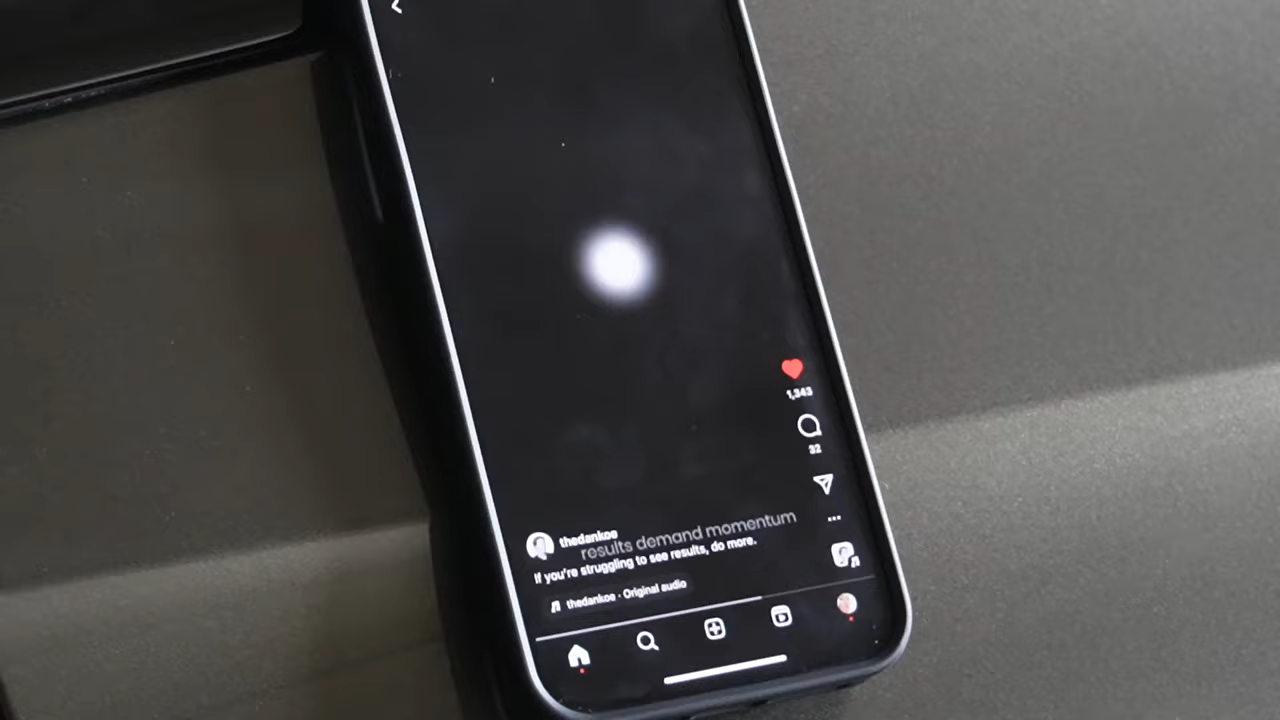 1,343
32
thedankoe
results demand momentum
If you're struggling to see results, do more.
thedankoe · Original audio